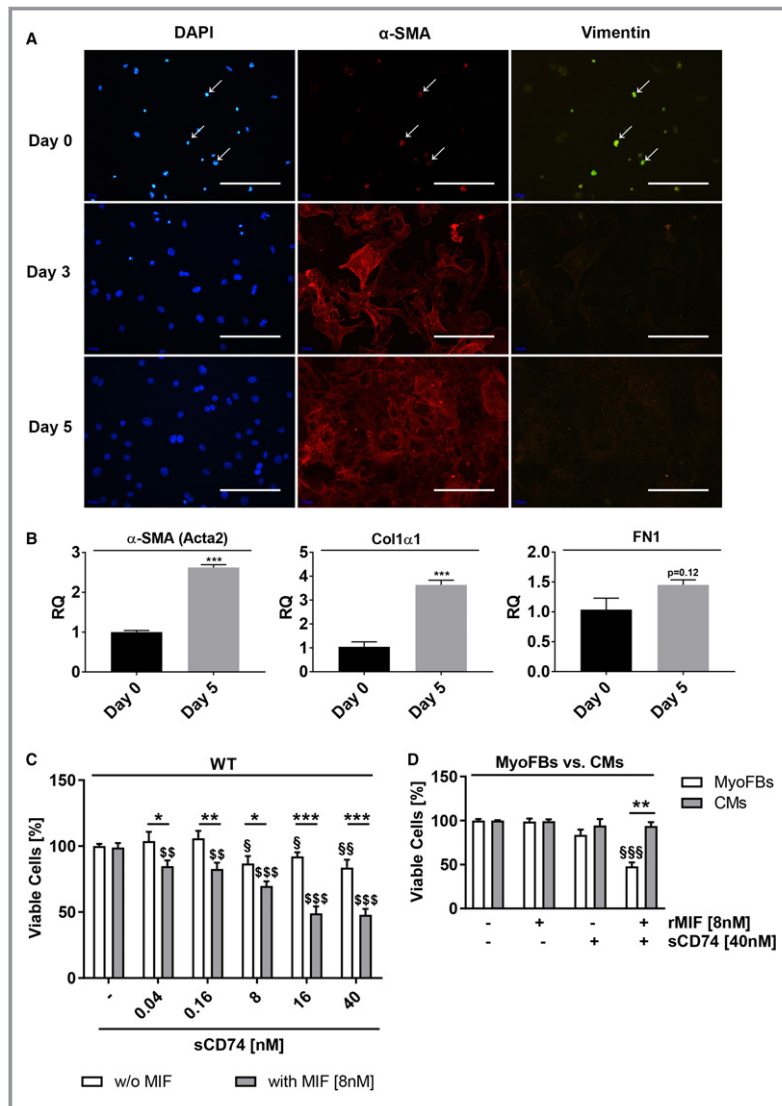 A
DAPI α-SMA Vimentin
Day 0
Day 3
Day 5
B
α-SMA (Acta2) Col1α1 FN1
RQ
3
2
1
0
***
Day 0 Day 5
RQ
5
4
3
2
1
0
***
Day 0 Day 5
RQ
2.0
1.5
1.0
1.5
0.0
p=0.12
Day 0 Day 5
C
WT
Viable Cells [%]
150
100
50
0
* ** * *** ***
$$ $$ § $$$ § $$$ §§ $$$
- 0.04 0.16 8 16 40
sCD74 [nM]
w/o MIF with MIF [8nM]
D
MyoFBs vs. CMs
MyoFBs
CMs
Viable Cells [%]
150
100
50
0
**
§§§
- + - + rMIF [8nM]
- - + + sCD74 [40nM]